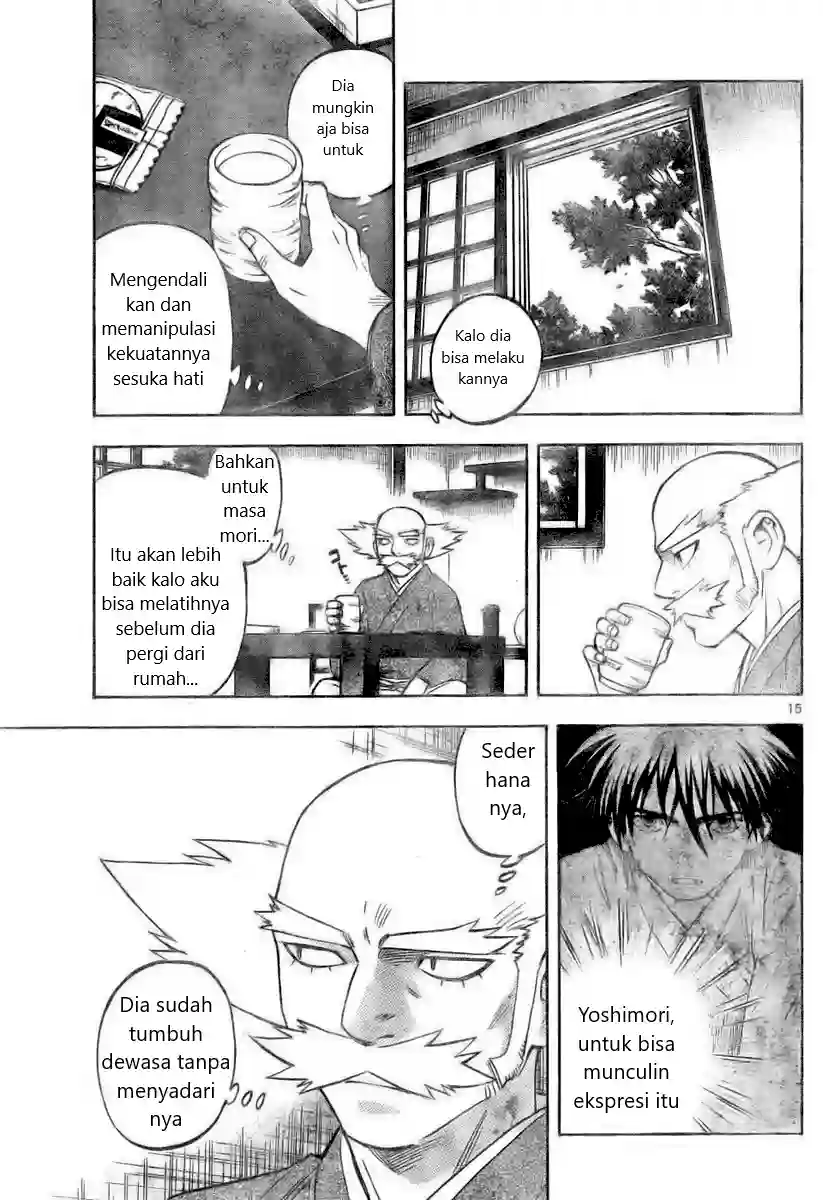 Kalo dia
bisa melaku
kannya
Dia
mungkin
aja bisa
untuk
Mengendali
kan dan
memanipulasi
kekuatannya
sesuka hati
Bahkan
untuk
masa
mori...
Itu akan lebih
baik kalo aku
bisa melatihnya
sebelum dia
pergi dari
rumah...
15
Yoshimori,
untuk bisa
munculin
ekspresi itu
Seder
hana
nya,
Dia sudah
tumbuh
dewasa tanpa
menyadari
nya